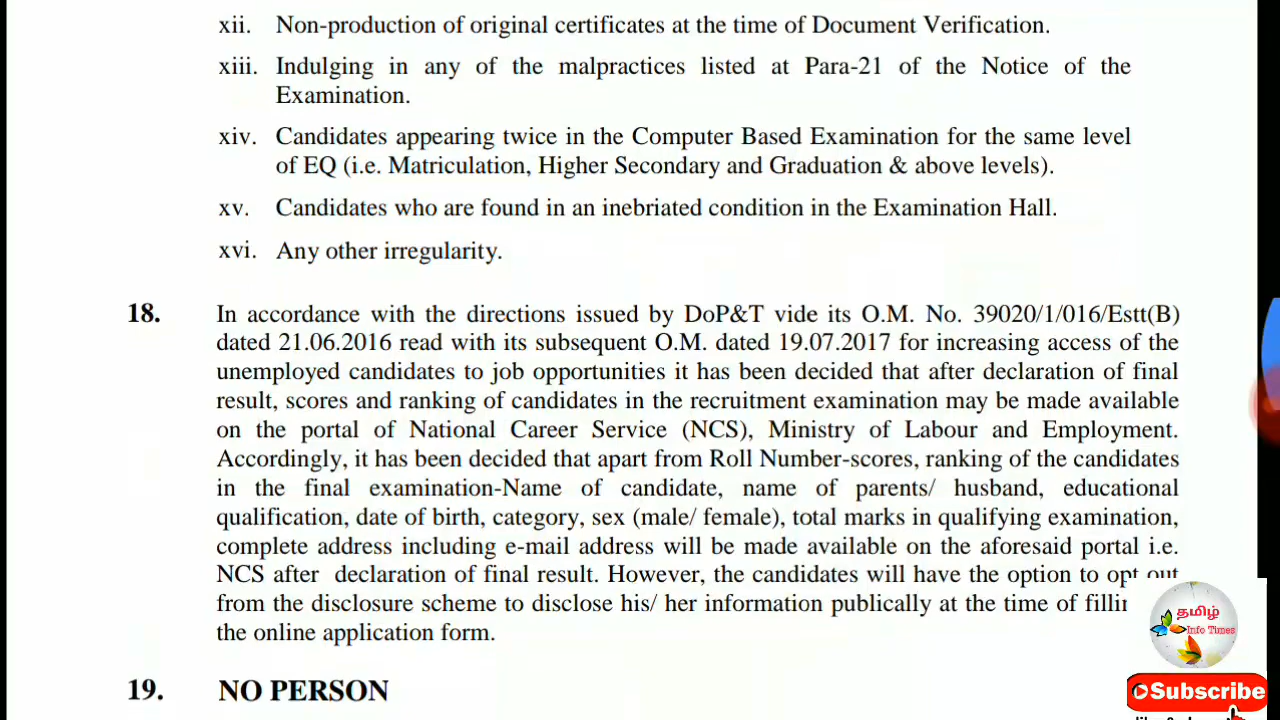 xii. Non-production of original certificates at the time of Document Verification.
xiii. Indulging in any of the malpractices listed at Para-21 of the Notice of the
Examination.
xiv. Candidates appearing twice in the Computer Based Examination for the same level
of EQ (i.e. Matriculation, Higher Secondary and Graduation & above levels).
xv. Candidates who are found in an inebriated condition in the Examination Hall.
xvi. Any other irregularity.
18. In accordance with the directions issued by DoP&T vide its O.M. No. 39020/1/016/Estt(B)
dated 21.06.2016 read with its subsequent O.M. dated 19.07.2017 for increasing access of the
unemployed candidates to job opportunities it has been decided that after declaration of final
result, scores and ranking of candidates in the recruitment examination may be made available
on the portal of National Career Service (NCS), Ministry of Labour and Employment.
Accordingly, it has been decided that apart from Roll Number-scores, ranking of the candidates
in the final examination-Name of candidate, name of parents/ husband, educational
qualification, date of birth, category, sex (male/ female), total marks in qualifying examination,
complete address including e-mail address will be made available on the aforesaid portal i.e.
NCS after declaration of final result. However, the candidates will have the option to opt out
from the disclosure scheme to disclose his/ her information publically at the time of
the online application form.
தமிழ்
Info Times
Subscribe
19. NO PERSON